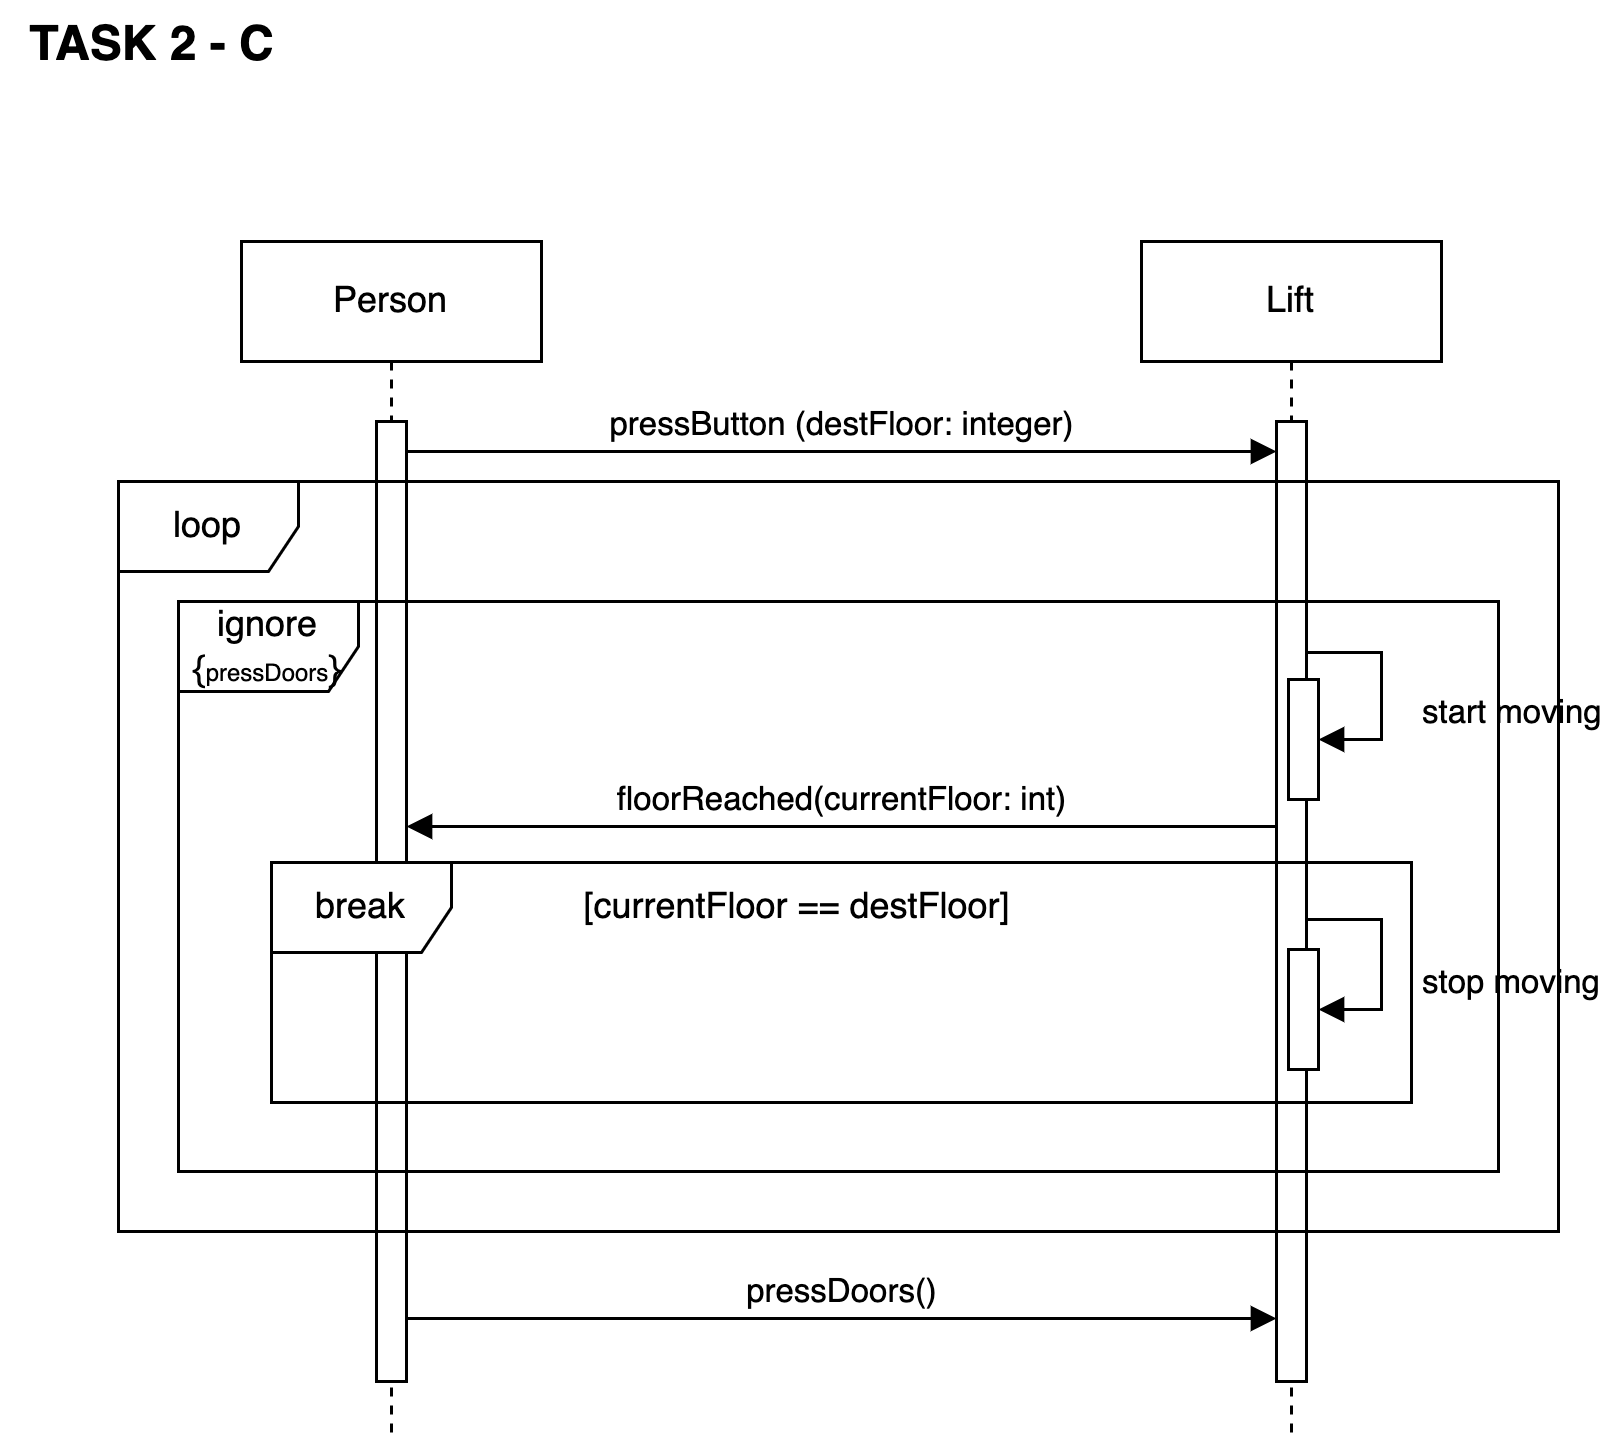 TASK 2 - C
Person
Lift
pressButton (destFloor: integer)
loop
ignore
{pressDoors}
start moving
floorReached(currentFloor: int)
break
[currentFloor == destFloor]
stop moving
pressDoors()